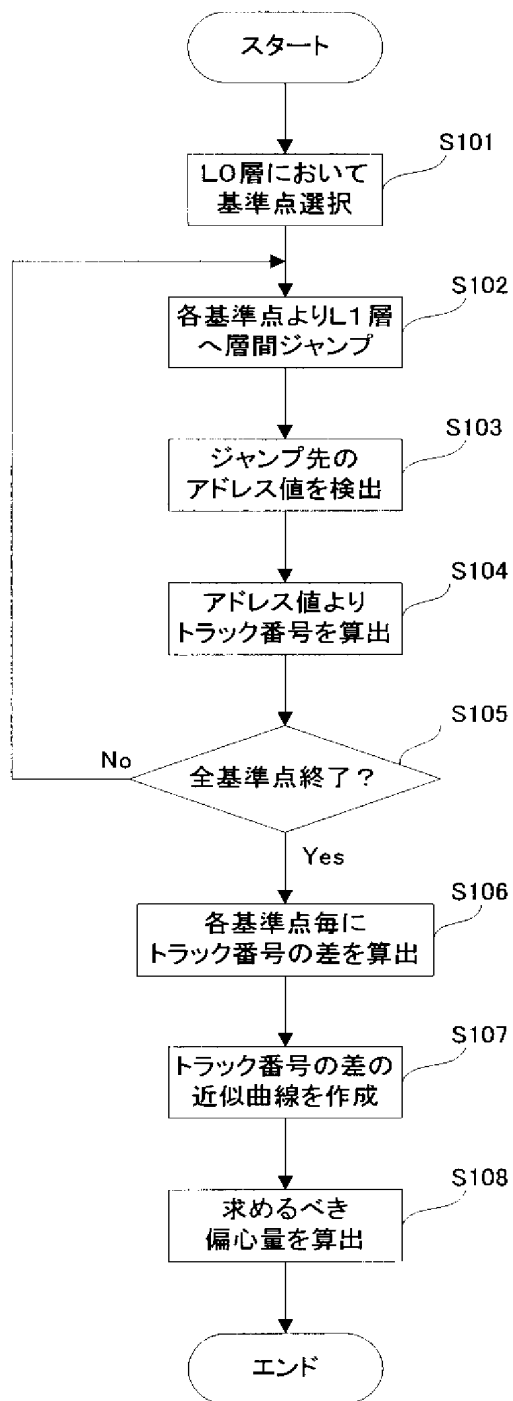 スタート
S101
L0層において
基準点選択
S102
各基準点よりL1層
へ層間ジャンプ
S103
ジャンプ先の
アドレス値を検出
S104
アドレス値より
トラック番号を算出
S105
No
全基準点終了？
Yes
S106
各基準点毎に
トラック番号の差を算出
S107
トラック番号の差の
近似曲線を作成
S108
求めるべき
偏心量を算出
エンド